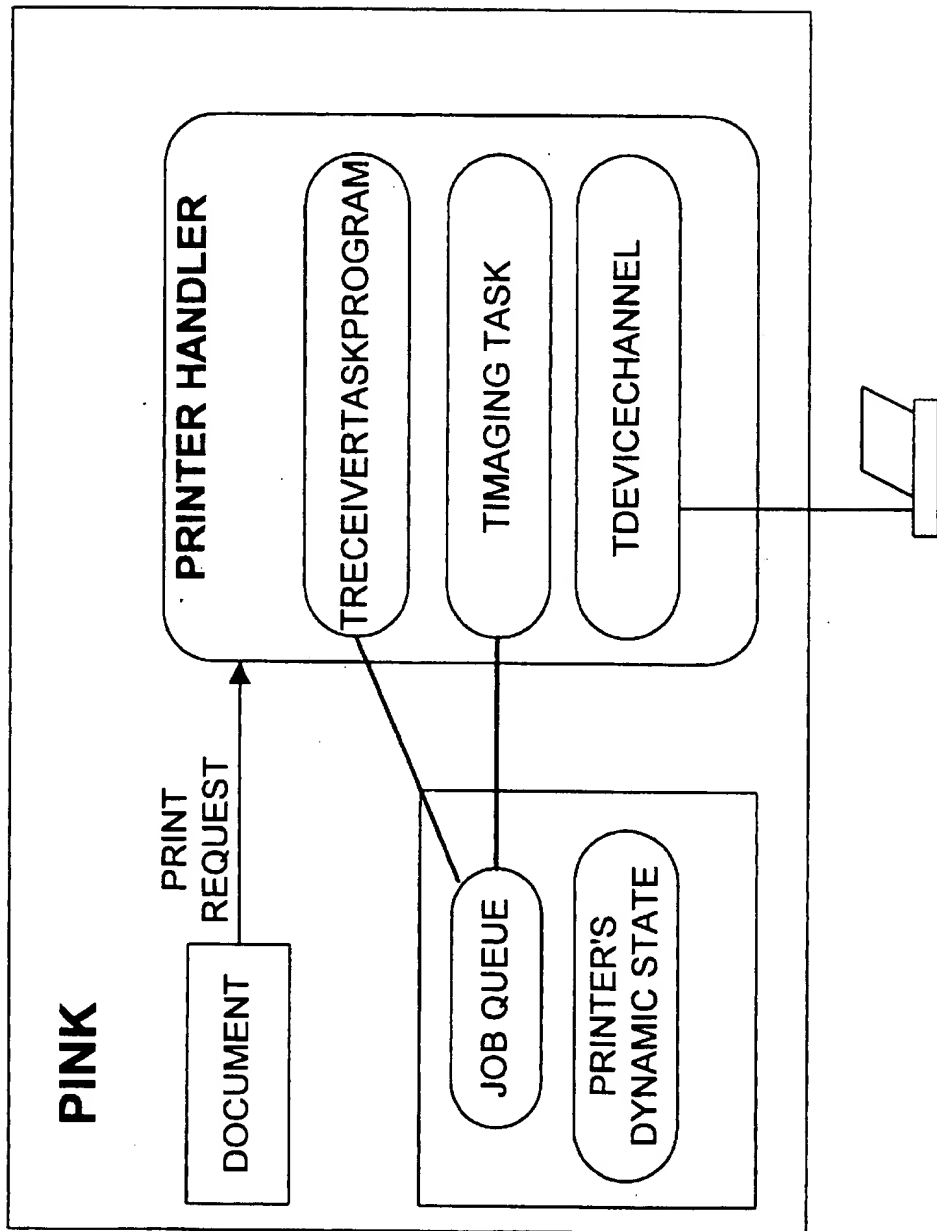 PINK
DOCUMENT
PRINT
REQUEST
PRINTER HANDLER
TRECEIVERTASKPROGRAM
TIMAGING TASK
TDEVICECHANNEL
JOB QUEUE
PRINTER'S
DYNAMIC STATE